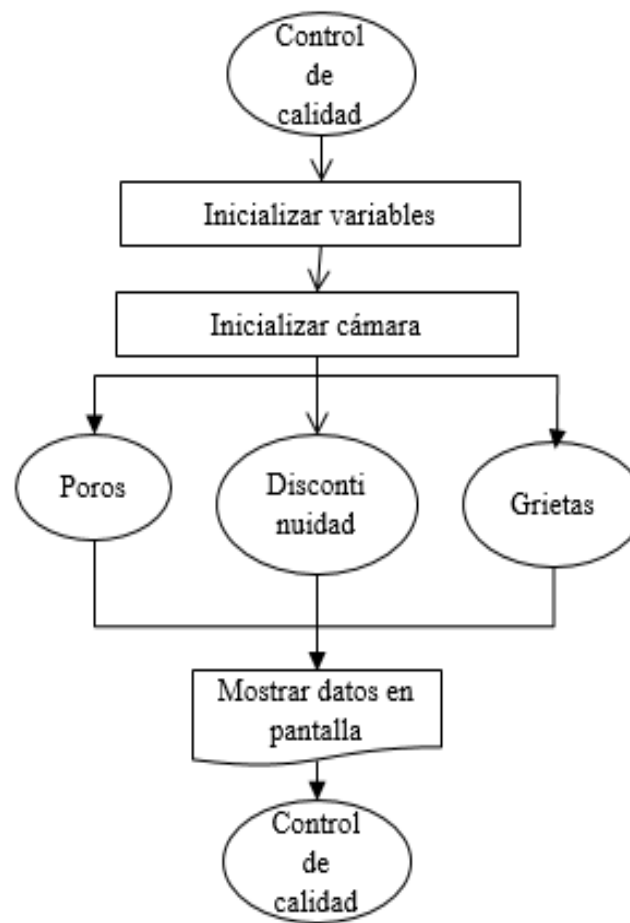 Control
de
calidad
Inicializar variables
Inicializar cámara
Poros
Disconti
nuidad
Grietas
Mostrar datos en
pantalla
Control
de
calidad